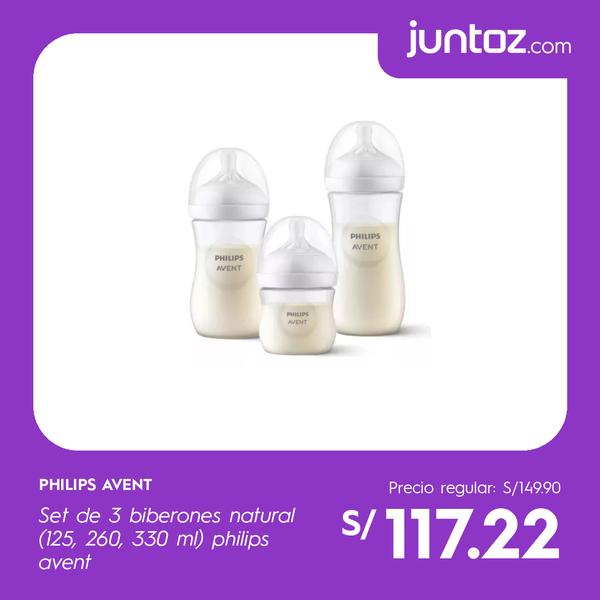 juntoz.com
PHILIPS
AVENT
PHILIPS
AVENT
PHILIPS
AVENT
PHILIPS AVENT
Set de 3 biberones natural
(125, 260, 330 ml) philips
avent
Precio regular: S/149.90
S/117.22